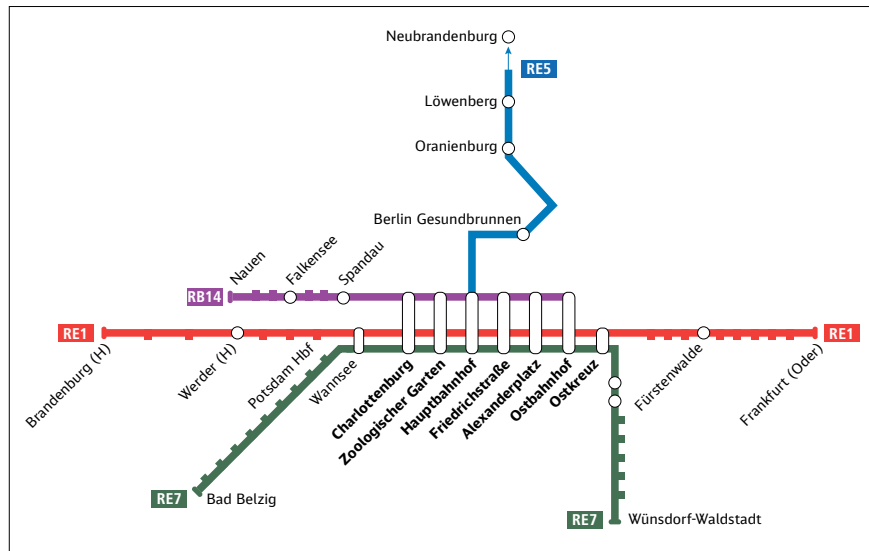 Neubrandenburg
RE5
Löwenberg
Oranienburg
Berlin Gesundbrunnen
Nauen
Falkensee
Spandau
RB14
RE1
RE1
Brandenburg (H)
Werder (H)
Potsdam Hbf
Wannsee
Charlottenburg
Zoologischer Garten
Hauptbahnhof
Friedrichstraße
Alexanderplatz
Ostbahnhof
Ostkreuz
Fürstenwalde
Frankfurt (Oder)
RE7
Bad Belzig
RE7
Wünsdorf-Waldstadt